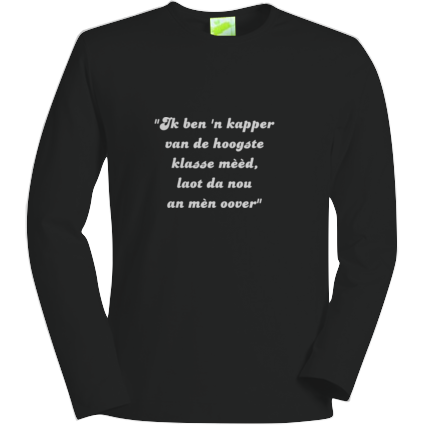 "Ik ben 'n kapper
van de hoogste
klasse mèèd,
laot da nou
an mèn oover"